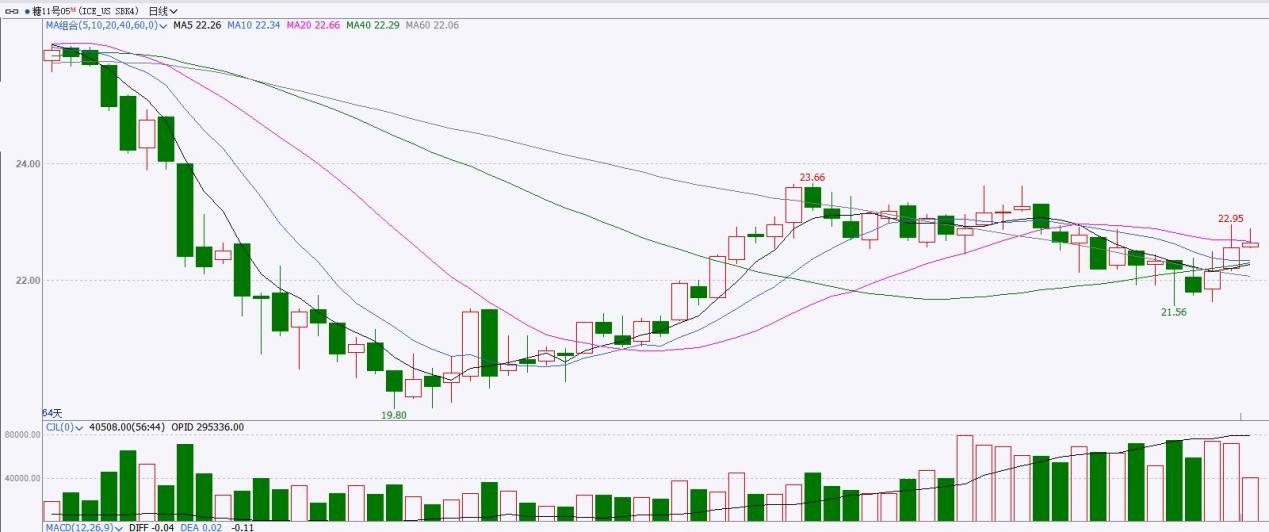 糖11号05M(ICE_US SBK4) 日线
MA组合(5,10,20,40,60,0) MA5 22.26 MA10 22.34 MA20 22.66 MA40 22.29 MA60 22.06
24.00
23.66
22.95
22.00
21.56
19.80
64天
CJL(0) 40508.00(56:44) OPID 295336.00
80000.00
40000.00
MACD(12,26,9) DIFF -0.04 DEA 0.02 -0.11